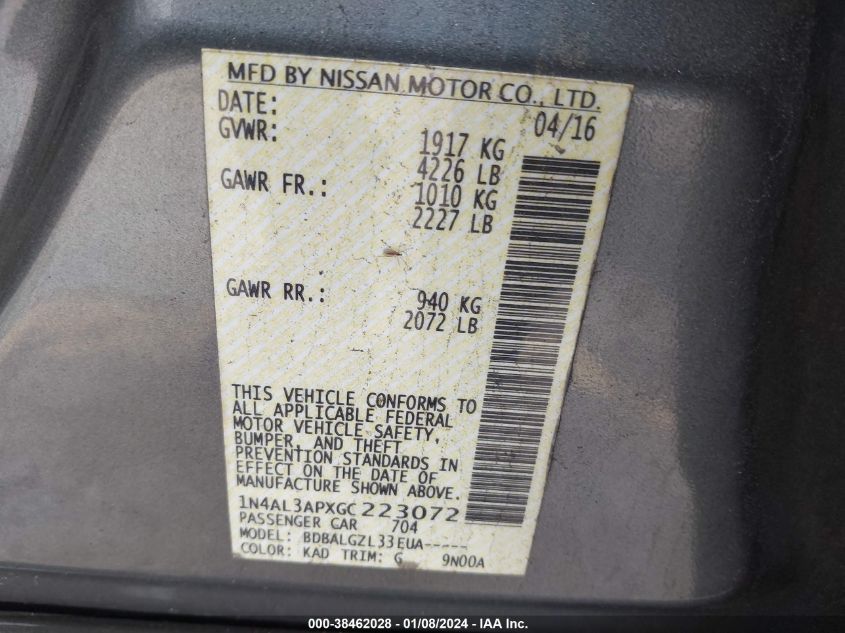 MFD BY NISSAN MOTOR CO., LTD.
DATE: 04/16
GVWR: 1917 KG
4226 LB
GAWR FR.: 1010 KG
2227 LB
GAWR RR.: 940 KG
2072 LB
THIS VEHICLE CONFORMS TO
ALL APPLICABLE FEDERAL
MOTOR VEHICLE SAFETY,
BUMPER, AND THEFT
PREVENTION STANDARDS IN
EFFECT ON THE DATE OF
MANUFACTURE SHOWN ABOVE.
1N4AL3APXGC223072
PASSENGER CAR 704
MODEL: BDBALGZL33EUA-----
COLOR: KAD TRIM: G 9N00A
000-38462028 | 01/08/2024 - IAA Inc.